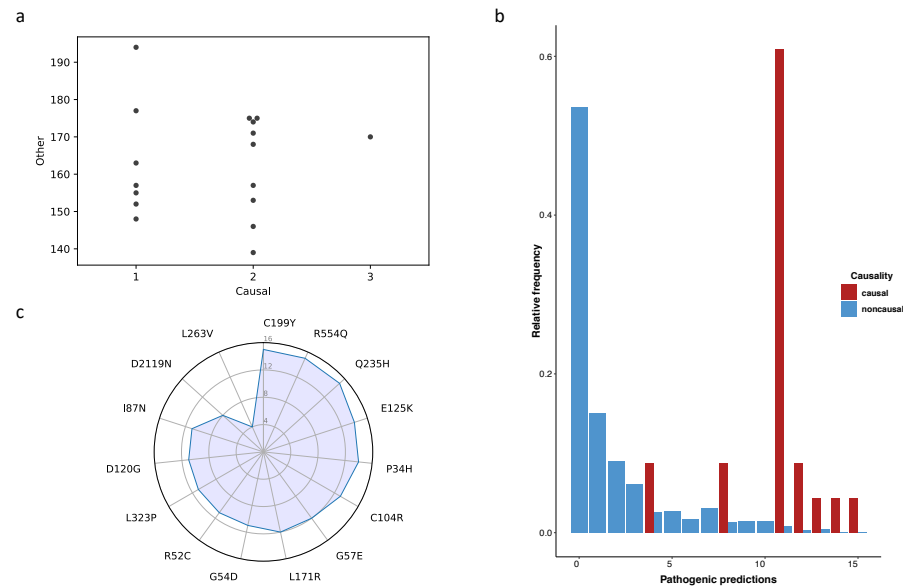 a
190
180
170
160
150
140
Other
1 2 3
Causal
b
0.6
0.4
0.2
0.0
Relative frequency
0 5 10 15
Pathogenic predictions
Causality
causal
noncausal
c
C199Y
R554Q
Q235H
E125K
P34H
C104R
G57E
L171R
G54D
R52C
L323P
D120G
I87N
D2119N
L263V
16
12
8
4